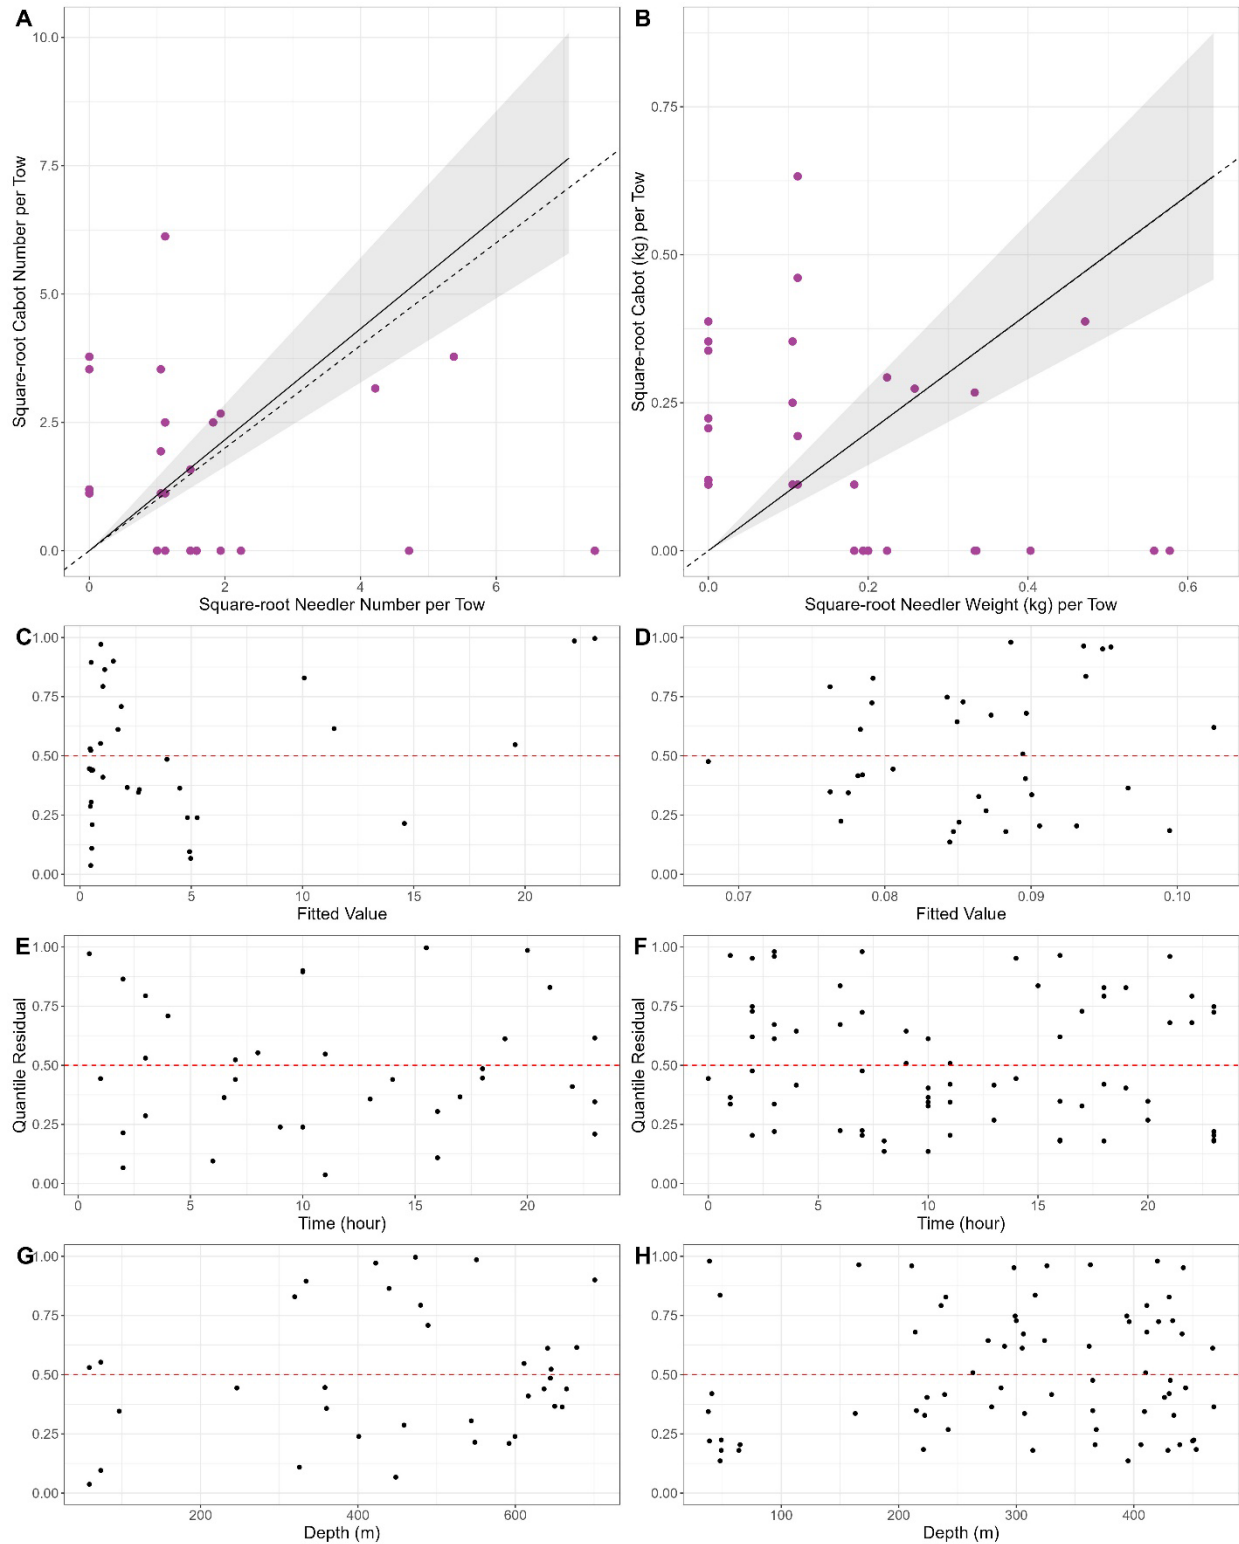 A
B
10.0
7.5
5.0
2.5
0.0
Square-root Cabot Number per Tow
0 2 4 6
Square-root Needler Number per Tow
0.75
0.50
0.25
0.00
Square-root Cabot (kg) per Tow
0.0 0.2 0.4 0.6
Square-root Needler Weight (kg) per Tow
C
1.00
0.75
0.50
0.25
0.00
0 5 10 15 20
Fitted Value
D
1.00
0.75
0.50
0.25
0.00
0.07 0.08 0.09 0.10
Fitted Value
E
1.00
0.75
0.50
0.25
0.00
Quantile Residual
0 5 10 15 20
Time (hour)
F
1.00
0.75
0.50
0.25
0.00
Quantile Residual
0 5 10 15 20
Time (hour)
G
1.00
0.75
0.50
0.25
0.00
200 400 600
Depth (m)
H
1.00
0.75
0.50
0.25
0.00
100 200 300 400
Depth (m)